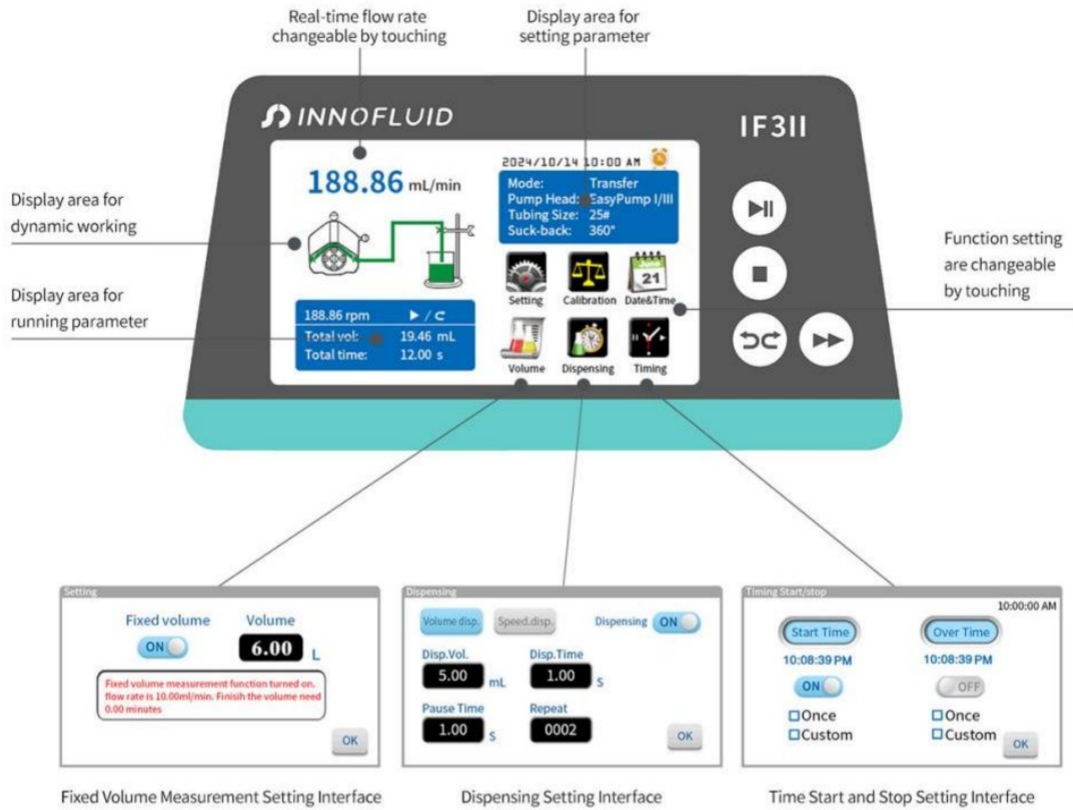 Real-time flow rate
changeable by touching
Display area for
setting parameter
INNOFLUID
IF3II
2024/10/14 10:00 AM
188.86 mL/min
Mode: Transfer
Pump Head: EasyPump I/III
Tubing Size: 25#
Suck-back: 360°
Display area for
dynamic working
Function setting
are changeable
by touching
21
Setting Calibration Date&Time
Display area for
running parameter
188.86 rpm
Total vol: 19.46 mL
Total time: 12.00 s
Volume Dispensing Timing
Setting
Fixed volume Volume
ON 6.00 L
Fixed volume measurement function turned on.
flow rate is 10.00ml/min. Finisih the volume need
0.00 minutes
OK
Fixed Volume Measurement Setting Interface
Dispensing
Volume disp. Speed.disp. Dispensing ON
Disp.Vol. Disp.Time
5.00 mL 1.00 S
Pause Time Repeat
1.00 S 0002
OK
Dispensing Setting Interface
Timing Start/stop
10:00:00 AM
Start Time Over Time
10:08:39 PM 10:08:39 PM
ON OFF
Once Once
Custom Custom
OK
Time Start and Stop Setting Interface